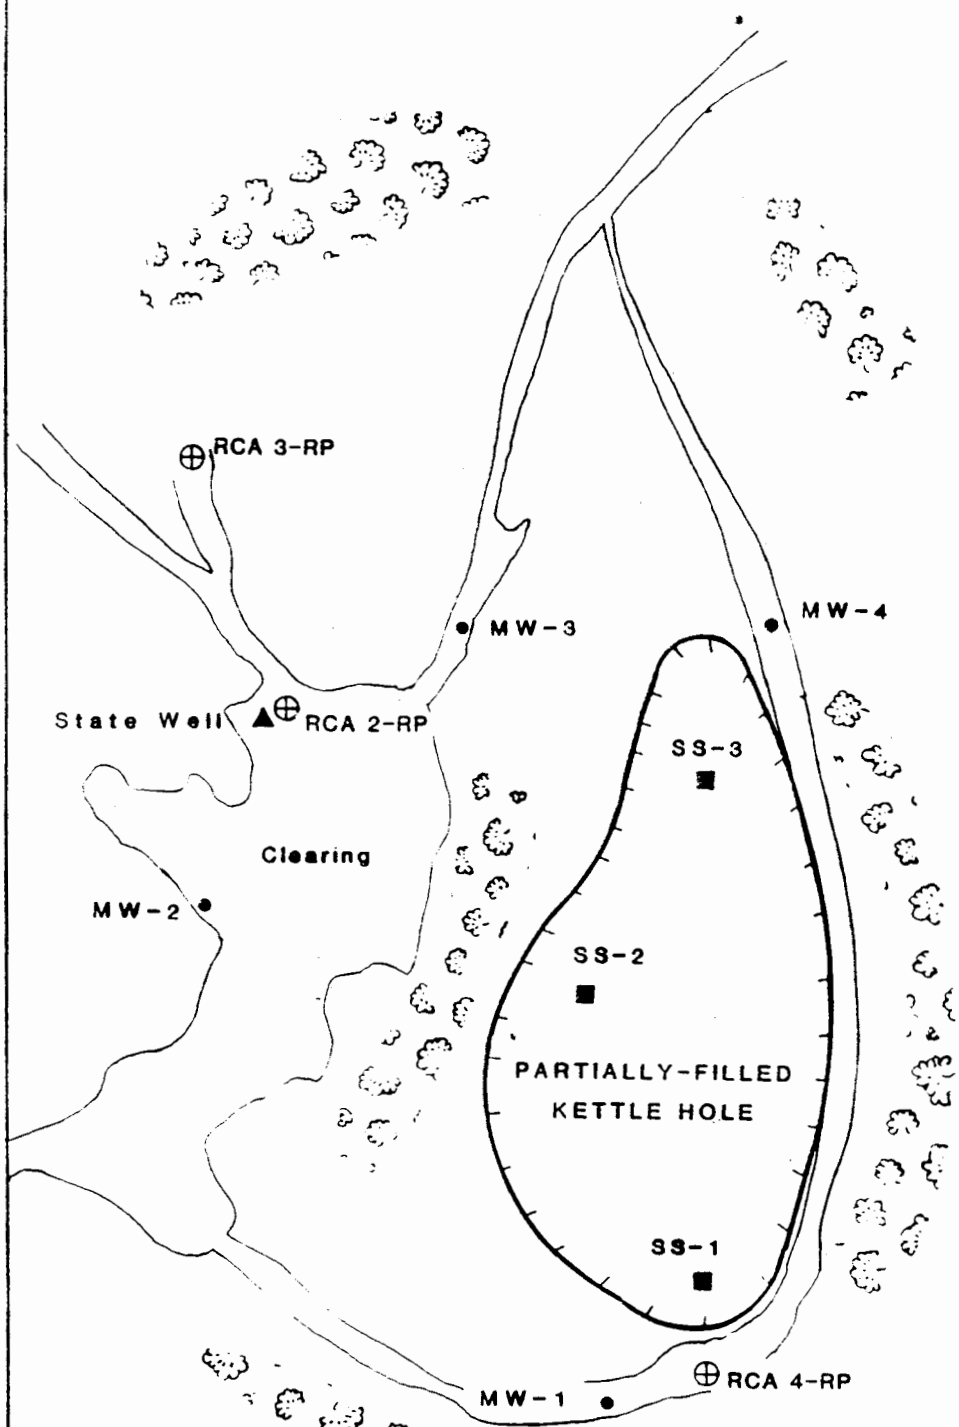 RCA 3-RP
MW-4
MW-3
State Well
RCA 2-RP
SS-3
Clearing
MW-2
SS-2
PARTIALLY-FILLED
KETTLE HOLE
SS-1
RCA 4-RP
MW-1